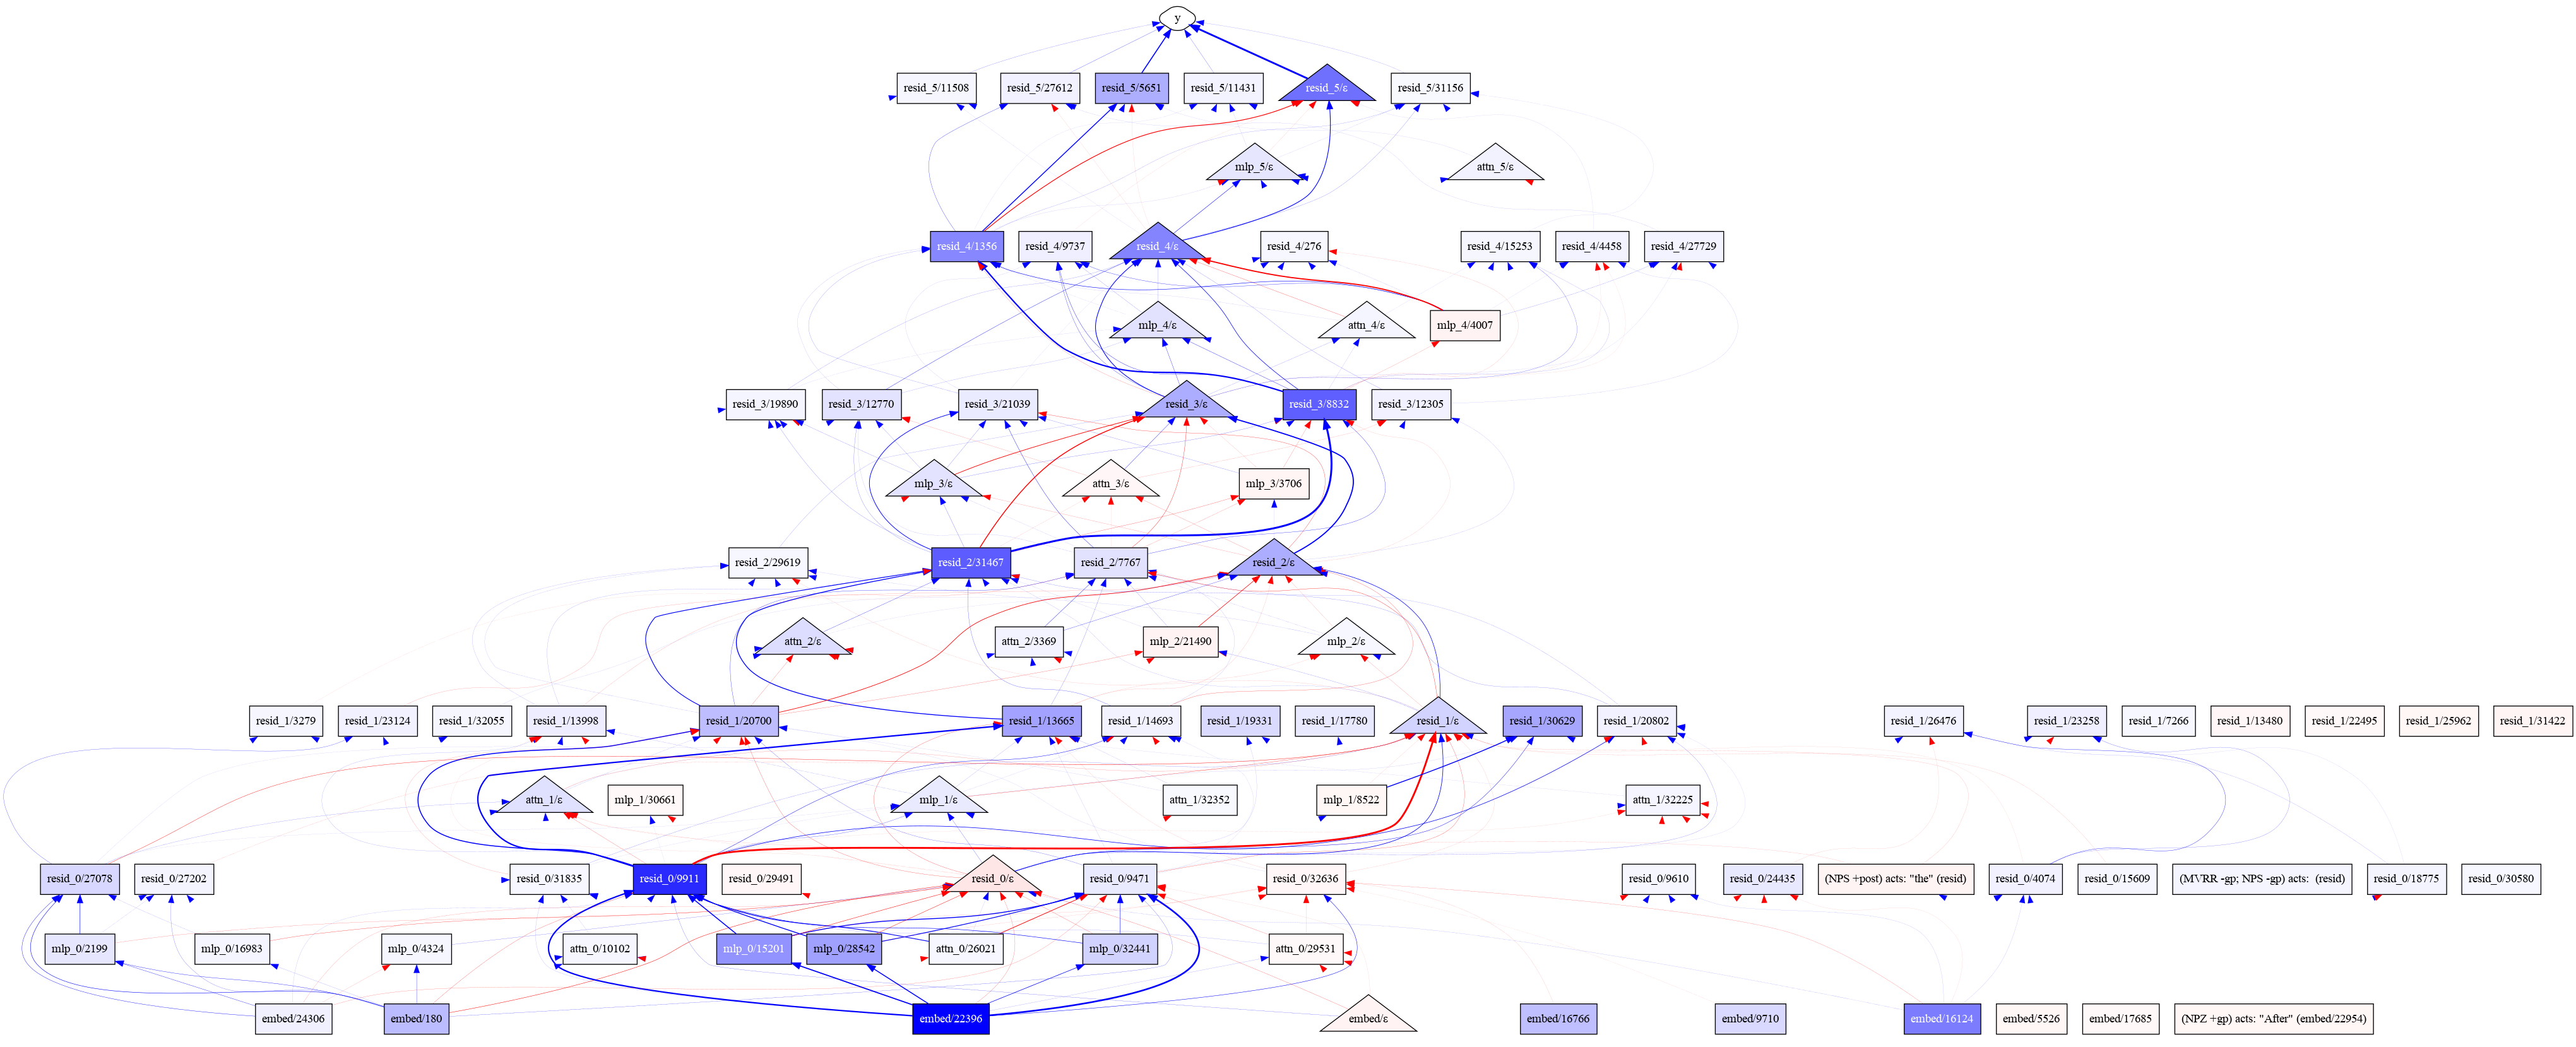 y
resid_5/11508
resid_5/27612
resid_5/5651
resid_5/11431
resid_5/ε
resid_5/31156
mlp_5/ε
attn_5/ε
resid_4/1356
resid_4/9737
resid_4/ε
resid_4/276
resid_4/15253
resid_4/4458
resid_4/27729
mlp_4/ε
attn_4/ε
mlp_4/4007
resid_3/19890
resid_3/12770
resid_3/21039
resid_3/ε
resid_3/8832
resid_3/12305
mlp_3/ε
attn_3/ε
mlp_3/3706
resid_2/29619
resid_2/31467
resid_2/7767
resid_2/ε
attn_2/ε
attn_2/3369
mlp_2/21490
mlp_2/ε
resid_1/3279
resid_1/23124
resid_1/32055
resid_1/13998
resid_1/20700
resid_1/13665
resid_1/14693
resid_1/19331
resid_1/17780
resid_1/ε
resid_1/30629
resid_1/20802
resid_1/26476
resid_1/23258
resid_1/7266
resid_1/13480
resid_1/22495
resid_1/25962
resid_1/31422
attn_1/ε
mlp_1/30661
mlp_1/ε
attn_1/32352
mlp_1/8522
attn_1/32225
resid_0/27078
resid_0/27202
resid_0/31835
resid_0/9911
resid_0/29491
resid_0/ε
resid_0/9471
resid_0/32636
resid_0/9610
resid_0/24435
(NPS +post) acts: "the" (resid)
resid_0/4074
resid_0/15609
(MVRR -gp; NPS -gp) acts:  (resid)
resid_0/18775
resid_0/30580
mlp_0/2199
mlp_0/16983
mlp_0/4324
attn_0/10102
mlp_0/15201
mlp_0/28542
attn_0/26021
mlp_0/32441
attn_0/29531
embed/24306
embed/180
embed/22396
embed/ε
embed/16766
embed/9710
embed/16124
embed/5526
embed/17685
(NPZ +gp) acts: "After" (embed/22954)